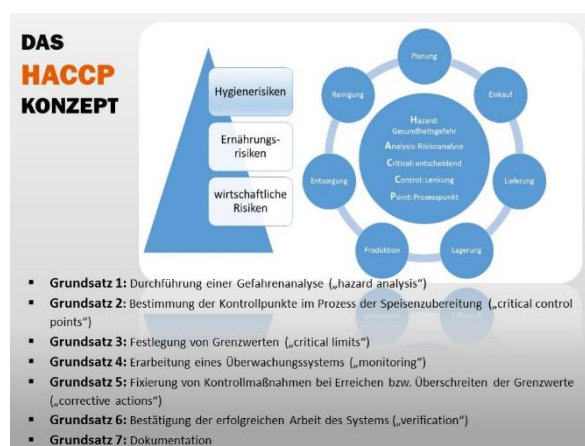 DAS
HACCP
KONZEPT
Hygienerisiken
Ernährungs-
risiken
wirtschaftliche
Risiken
Planung
Einkauf
Lieferung
Lagerung
Produktion
Entsorgung
Reinigung
Hazard:
Gesundheitsgefahr
Analysis: Risikoanalyse
Critical: entscheidend
Control: Lenkung
Point: Prozesspunkt
▪ Grundsatz 1: Durchführung einer Gefahrenanalyse („hazard analysis“)
▪ Grundsatz 2: Bestimmung der Kontrollpunkte im Prozess der Speisenzubereitung („critical control
points“)
▪ Grundsatz 3: Festlegung von Grenzwerten („critical limits“)
▪ Grundsatz 4: Erarbeitung eines Überwachungssystems („monitoring“)
▪ Grundsatz 5: Fixierung von Kontrollmaßnahmen bei Erreichen bzw. Überschreiten der Grenzwerte
(„corrective actions“)
▪ Grundsatz 6: Bestätigung der erfolgreichen Arbeit des Systems („verification“)
▪ Grundsatz 7: Dokumentation